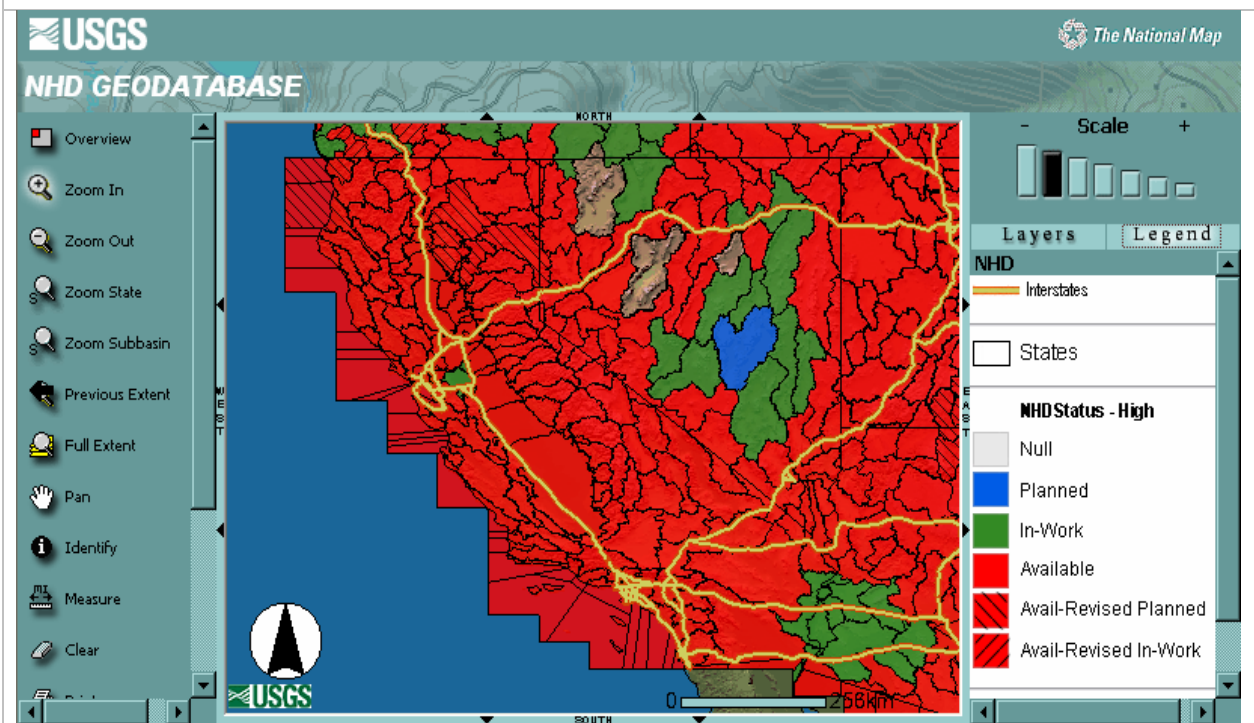 USGS
The National Map
NHD GEODATABASE
Overview
Zoom In
Zoom Out
Zoom State
Zoom Subbasin
Previous Extent
Full Extent
Pan
Identify
Measure
Clear
NORTH
WEST
EAST
SOUTH
USGS
0 256km
- Scale +
Layers Legend
NHD
Interstates
States
NHDStatus - High
Null
Planned
In-Work
Available
Avail-Revised Planned
Avail-Revised In-Work